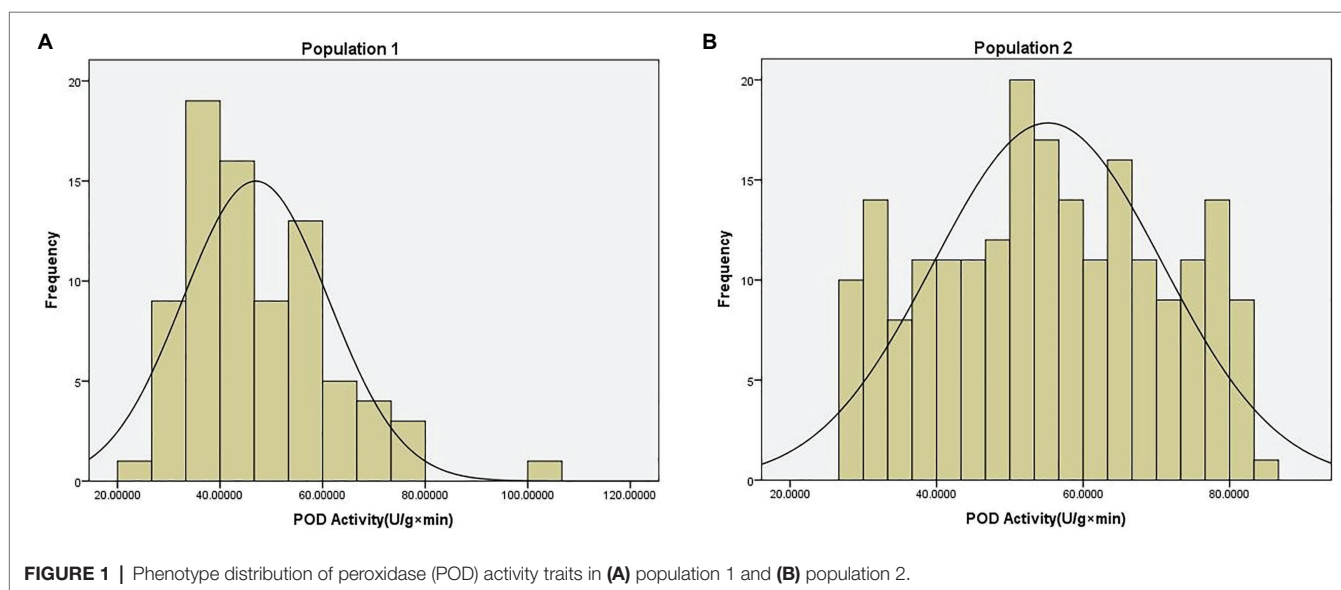 A
Population 1
20
15
10
5
0
Frequency
20.00000 40.00000 60.00000 80.00000 100.00000 120.00000
POD Activity(U/g×min)
B
Population 2
20
15
10
5
0
Frequency
20.0000 40.0000 60.0000 80.0000
POD Activity(U/g×min)
FIGURE 1 | Phenotype distribution of peroxidase (POD) activity traits in (A) population 1 and (B) population 2.